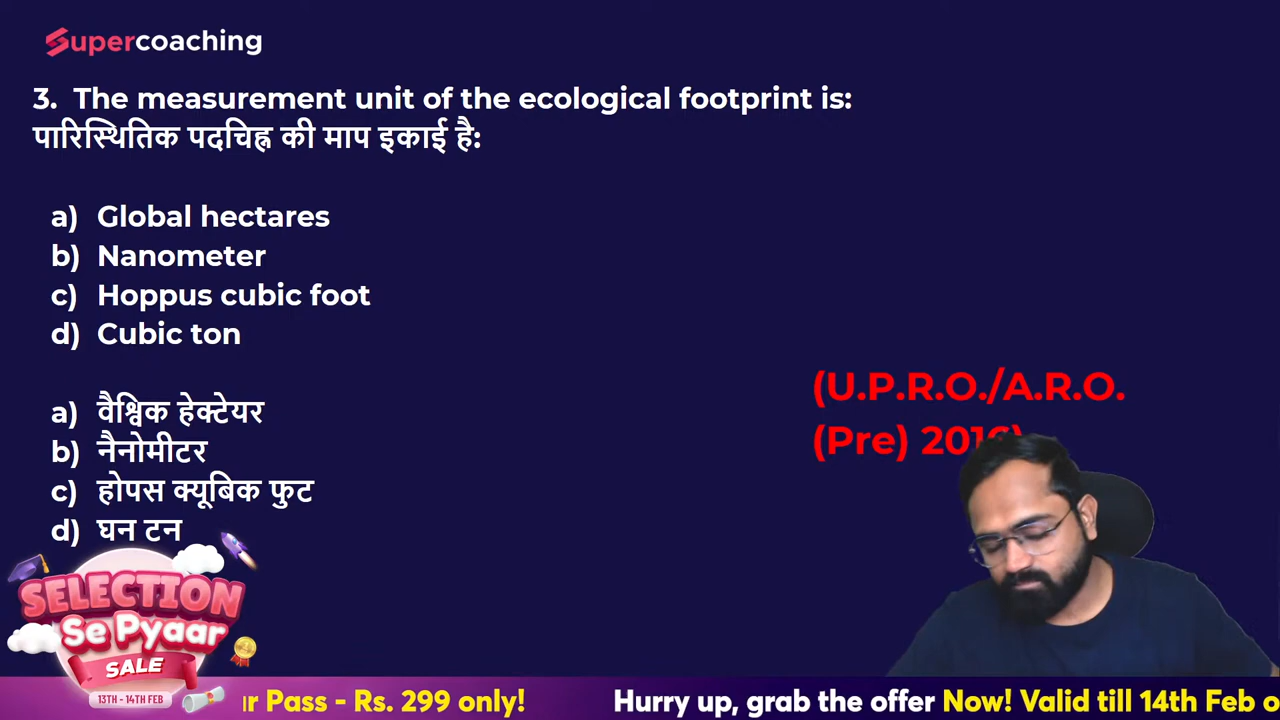 Supercoaching
3. The measurement unit of the ecological footprint is:
पारिस्थितिक पदचिह्न की माप इकाई है:
a) Global hectares
b) Nanometer
c) Hoppus cubic foot
d) Cubic ton
(U.P.R.O./A.R.O.
(Pre)
a) वैश्विक हेक्टेयर
b) नैनोमीटर
c) होपस क्यूबिक फुट
d) घन टन
SELECTION
Se Pyaar
SALE
13TH - 14TH FEB
Pass - Rs. 299 only! Hurry up, grab the offer Now! Valid till 14th Feb